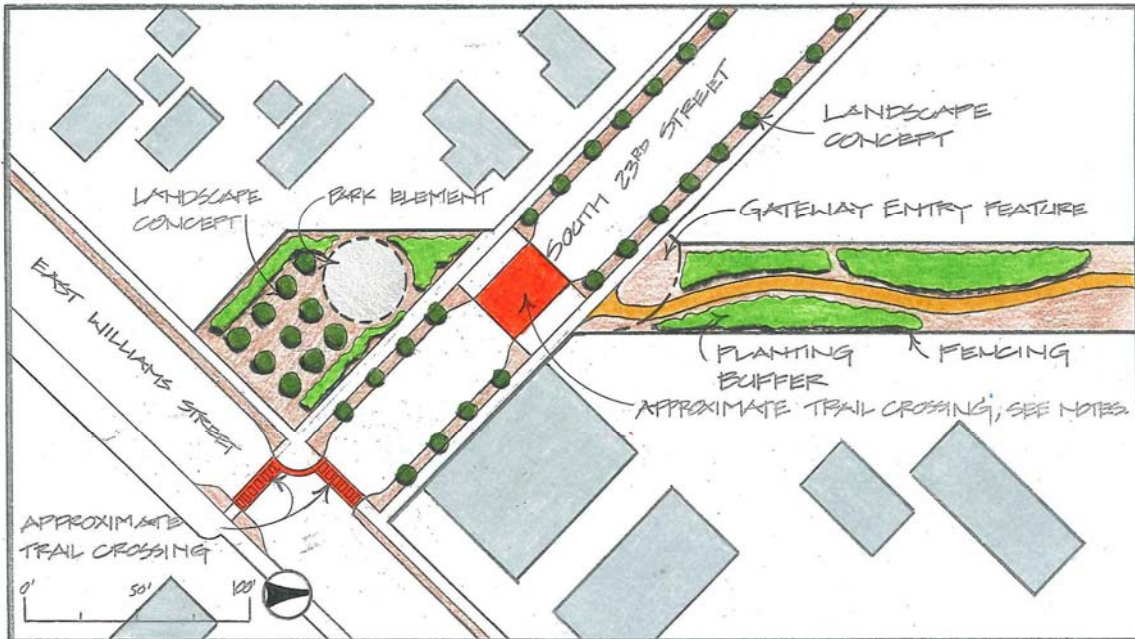 SOUTH 23RD STREET
LANDSCAPE
CONCEPT
LANDSCAPE
CONCEPT
PARK ELEMENT
GATEWAY ENTRY FEATURE
EAST WILLIAMS STREET
PLANTING
BUFFER
FENCING
APPROXIMATE TRAIL CROSSING, SEE NOTES.
APPROXIMATE
TRAIL CROSSING
0' 50' 100'